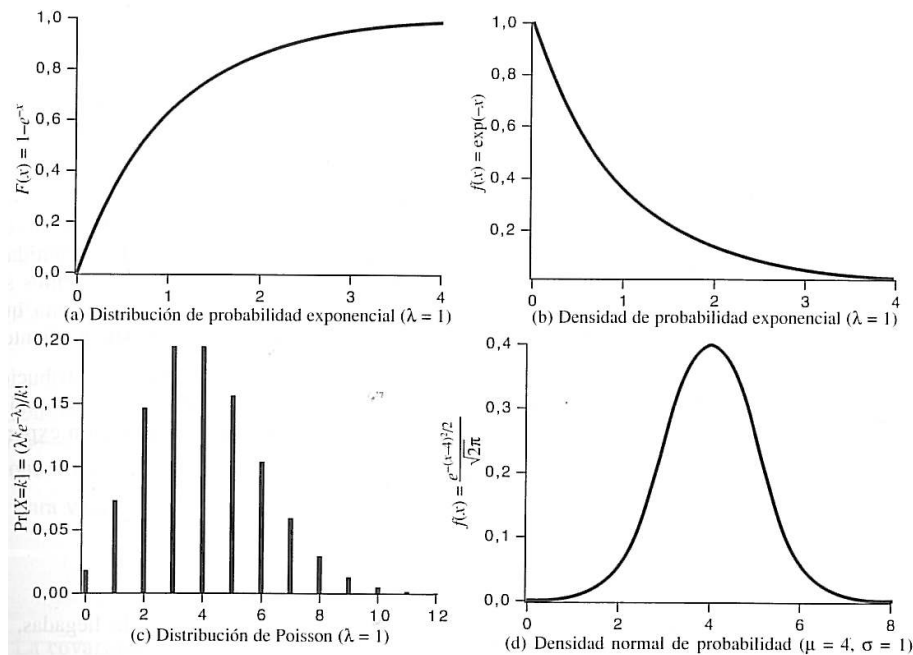 1,0
0,8
0,6
0,4
0,2
0,0
F(x) = 1−e⁻ˣ
0 1 2 3 4
(a) Distribución de probabilidad exponencial (λ = 1)
1,0
0,8
0,6
0,4
0,2
f(x) = exp(−x)
0 1 2 3 4
(b) Densidad de probabilidad exponencial (λ = 1)
0,20
0,15
0,10
0,05
0,00
Pr[X=k] = (λᵏe^−λ)/k!
0 2 4 6 8 10 12
(c) Distribución de Poisson (λ = 1)
0,4
0,3
0,2
0,1
0,0
f(x) = e^−(x−4)²/2 / √2π
0 2 4 6 8
(d) Densidad normal de probabilidad (μ = 4, σ = 1)